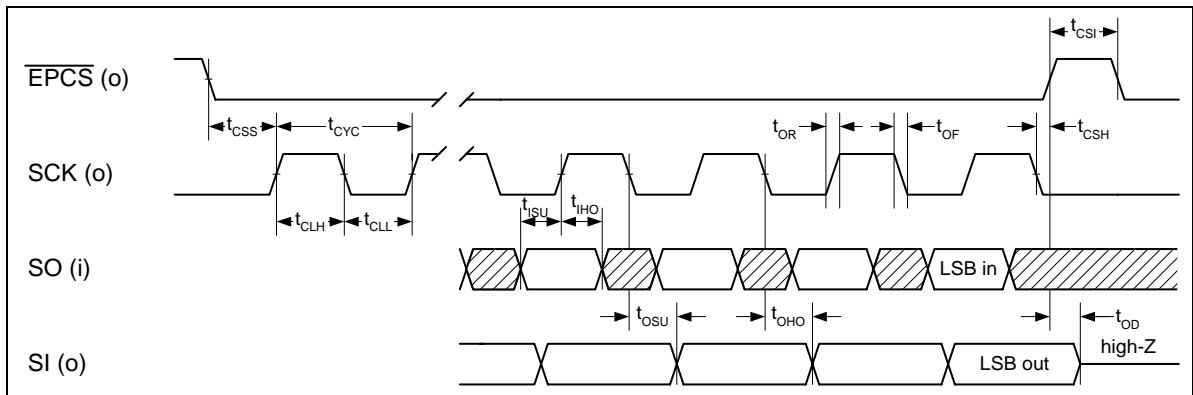 t_CSI
EPCS (o)
t_CSS t_CYC t_OR t_OF t_CSH
SCK (o)
t_CLH t_CLL t_ISU t_IHO
SO (i) LSB in
t_OSU t_OHO t_OD
high-Z
SI (o) LSB out